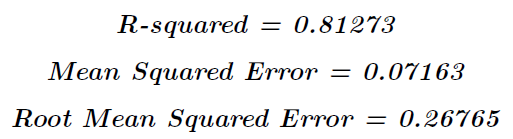 R-squared = 0.81273
Mean Squared Error = 0.07163
Root Mean Squared Error = 0.26765